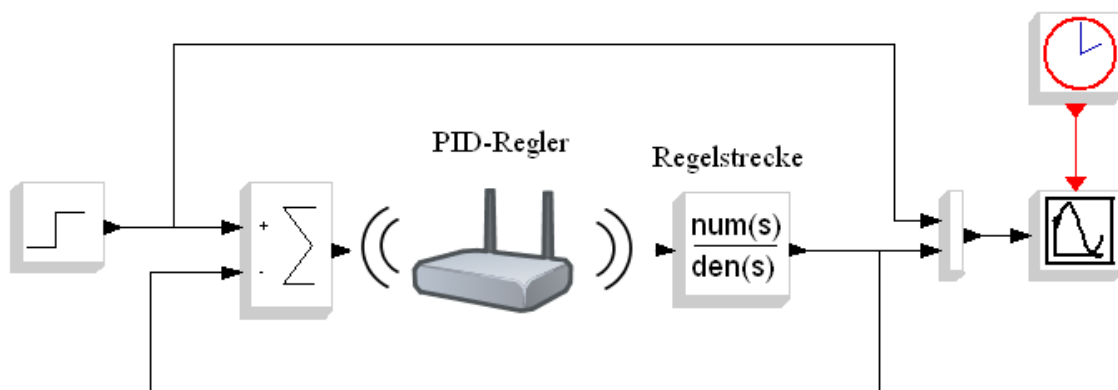 PID-Regler
Regelstrecke
+
-
num(s)
den(s)